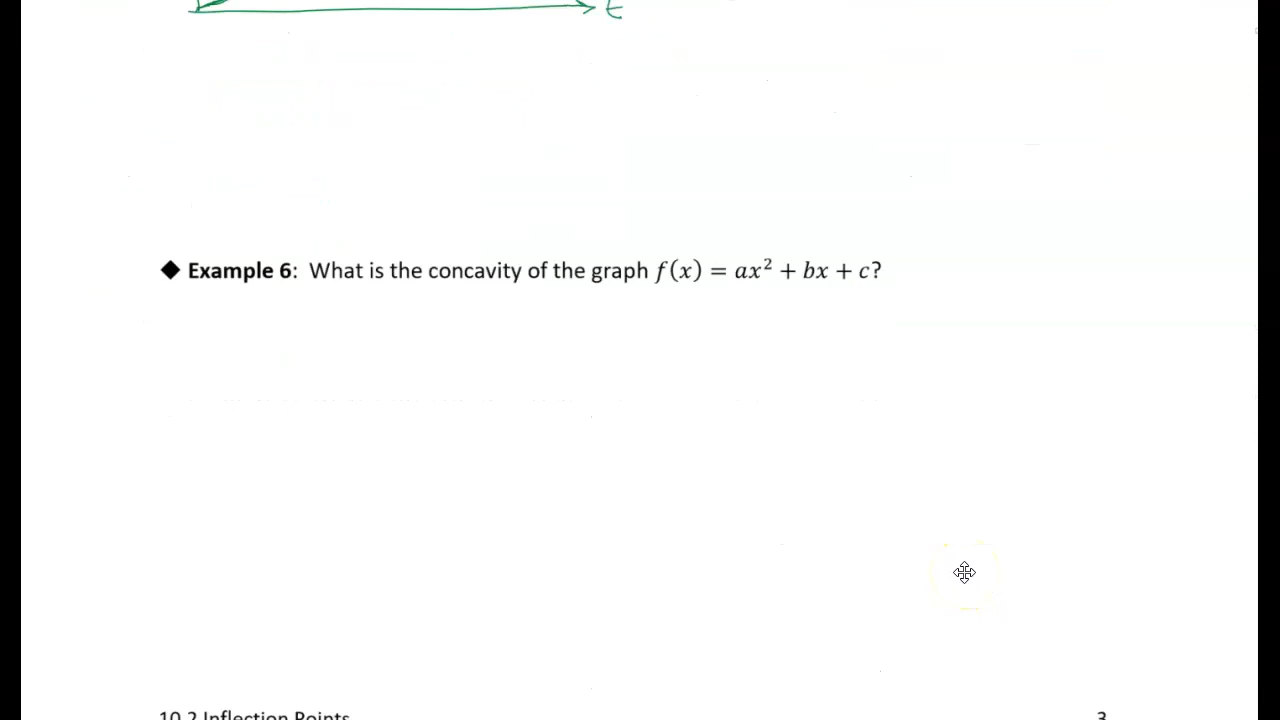 t
◆ Example 6: What is the concavity of the graph 𝑓(𝑥) = 𝑎𝑥² + 𝑏𝑥 + 𝑐?
10.2 Inflection Points 3